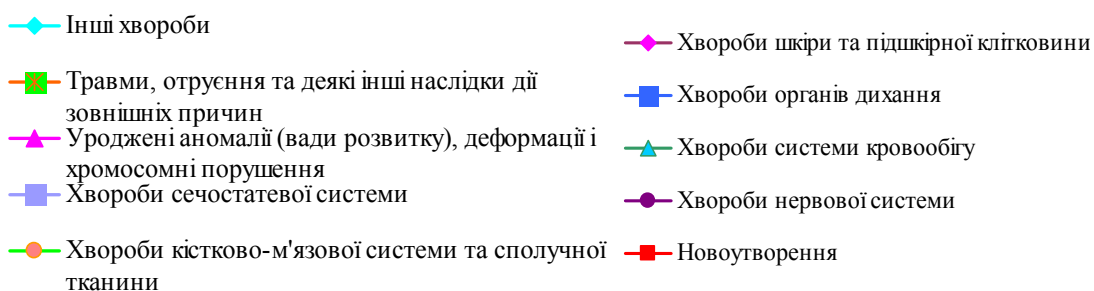 Інші хвороби
Травми, отруєння та деякі інші наслідки дії
зовнішніх причин
Уроджені аномалії (вади розвитку), деформації і
хромосомні порушення
Хвороби сечостатевої системи
Хвороби кістково-м'язової системи та сполучної
тканини
Хвороби шкіри та підшкірної клітковини
Хвороби органів дихання
Хвороби системи кровообігу
Хвороби нервової системи
Новоутворення